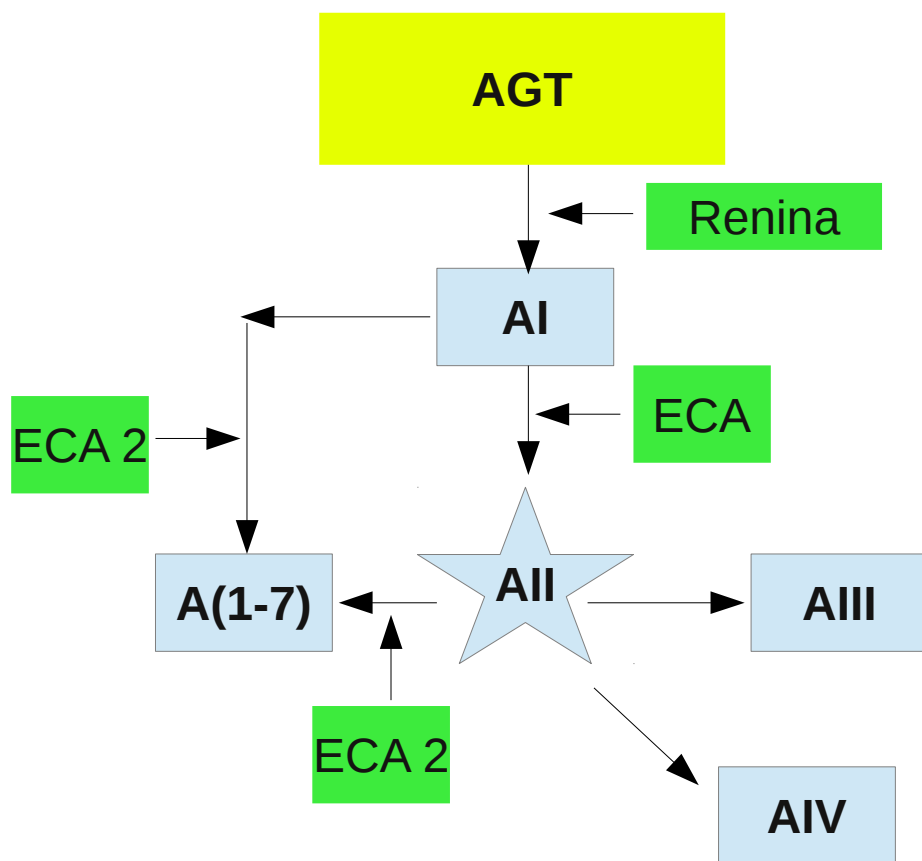 AGT
Renina
AI
ECA
ECA 2
AII
A(1-7)
AIII
ECA 2
AIV